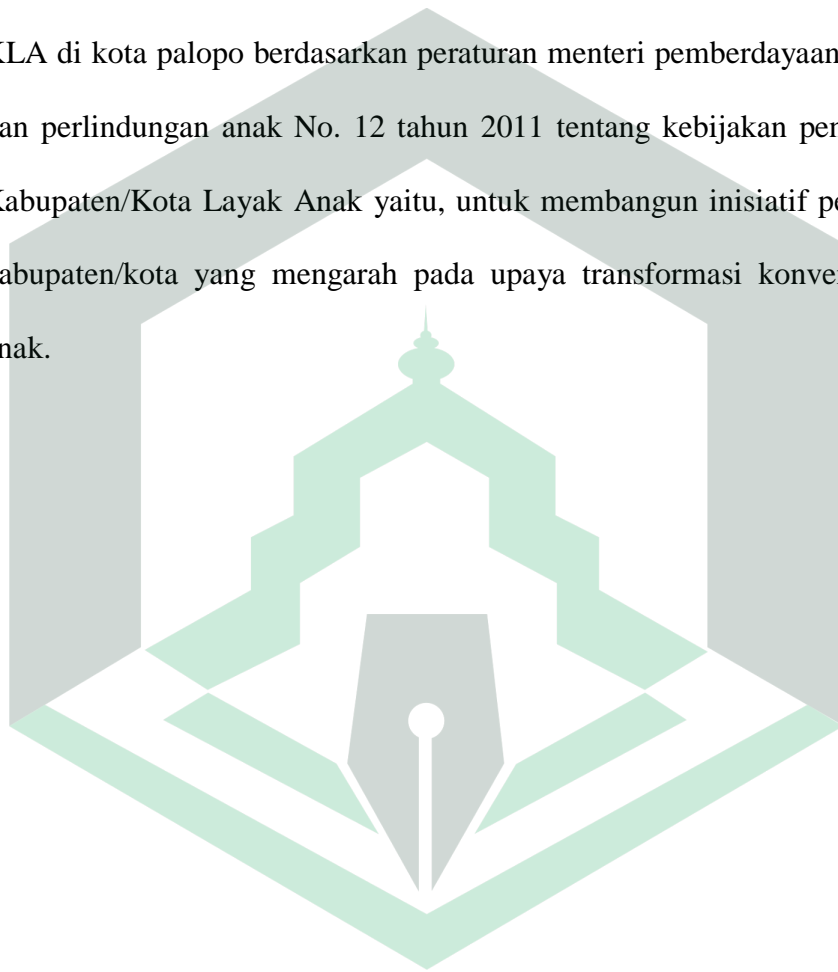 KLA di kota palopo berdasarkan peraturan menteri pemberdayaan
an perlindungan anak No. 12 tahun 2011 tentang kebijakan pen
Kabupaten/Kota Layak Anak yaitu, untuk membangun inisiatif pe
abupaten/kota yang mengarah pada upaya transformasi konve
nak.